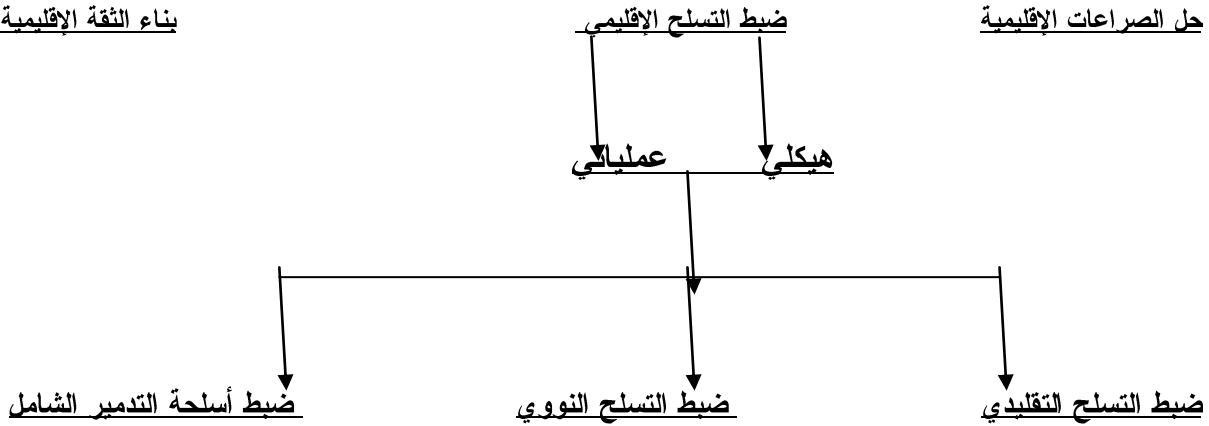 حل الصراعات الإقليمية ضبط التسلح الإقليمي بناء الثقة الإقليمية
هيكلي عملياتي
ضبط التسلح التقليدي ضبط التسلح النووي ضبط أسلحة التدمير الشامل